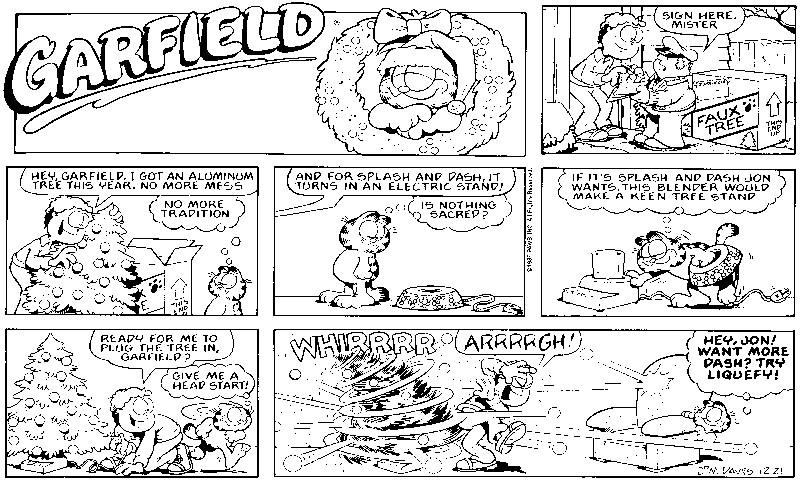 GARFIELD
SIGN HERE,
MISTER
FAUX
TREE
THIS
END
UP
HEY, GARFIELD. I GOT AN ALUMINUM
TREE THIS YEAR. NO MORE MESS
NO MORE
TRADITION
THIS
END
AND FOR SPLASH AND DASH, IT
TURNS IN AN ELECTRIC STAND!
IS NOTHING
SACRED?
IF IT'S SPLASH AND DASH JON
WANTS, THIS BLENDER WOULD
MAKE A KEEN TREE STAND
READY FOR ME TO
PLUG THE TREE IN,
GARFIELD?
GIVE ME A
HEAD START!
WHIRRRRR
ARRRRGH!
HEY, JON!
WANT MORE
DASH? TRY
LIQUEFY!
JIM DAVIS 12.21